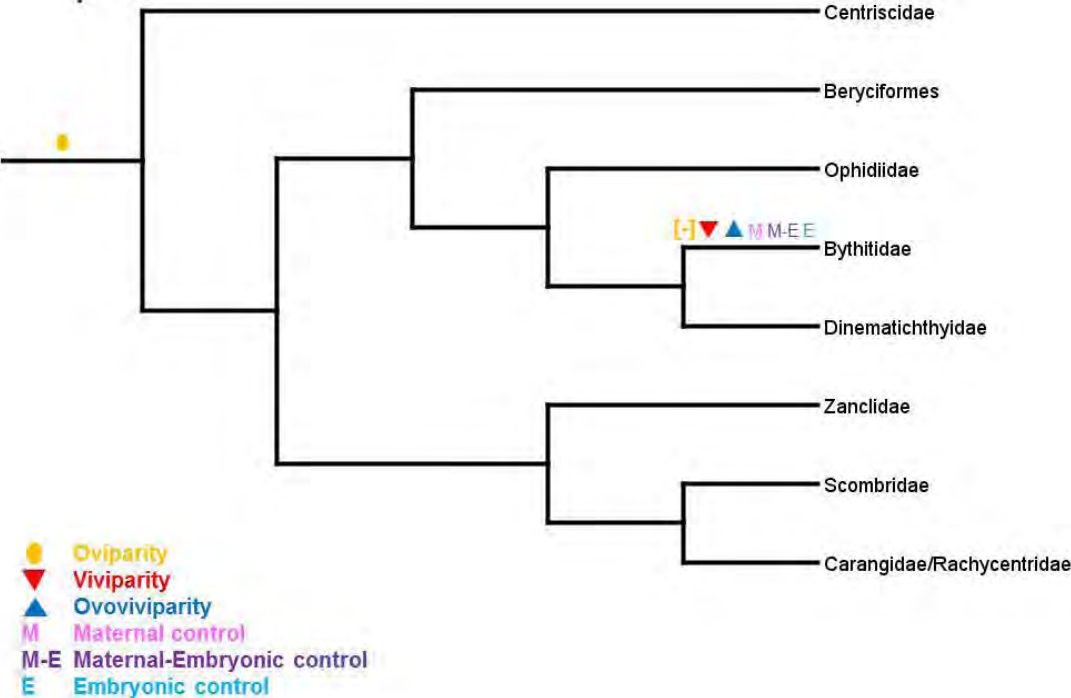 Centriscidae
Beryciformes
Ophidiidae
[-] M M-E E
Bythitidae
Dinematichthyidae
Zanclidae
Scombridae
Carangidae/Rachycentridae
Oviparity
Viviparity
Ovoviviparity
M Maternal control
M-E Maternal-Embryonic control
E Embryonic control